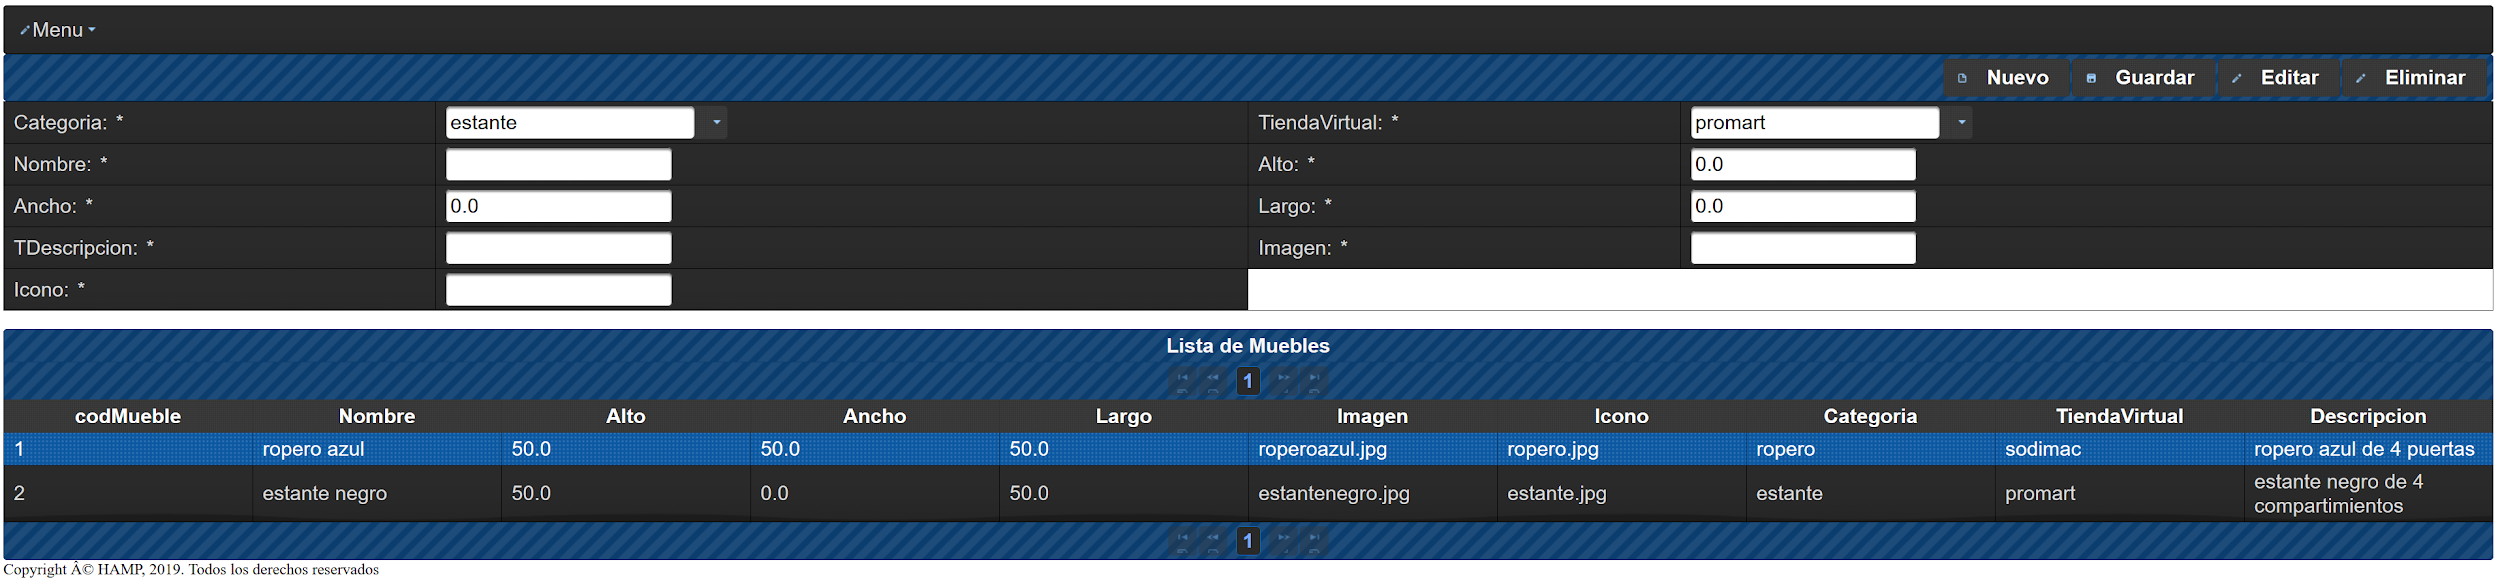 Menu
Nuevo Guardar Editar Eliminar
Categoria: * estante TiendaVirtual: * promart
Nombre: * Alto: * 0.0
Ancho: * 0.0 Largo: * 0.0
TDescripcion: * Imagen: *
Icono: *
Lista de Muebles
1
codMueble Nombre Alto Ancho Largo Imagen Icono Categoria TiendaVirtual Descripcion
1 ropero azul 50.0 50.0 50.0 roperoazul.jpg ropero.jpg ropero sodimac ropero azul de 4 puertas
2 estante negro 50.0 0.0 50.0 estantenegro.jpg estante.jpg estante promart estante negro de 4
compartimientos
1
Copyright Â© HAMP, 2019. Todos los derechos reservados